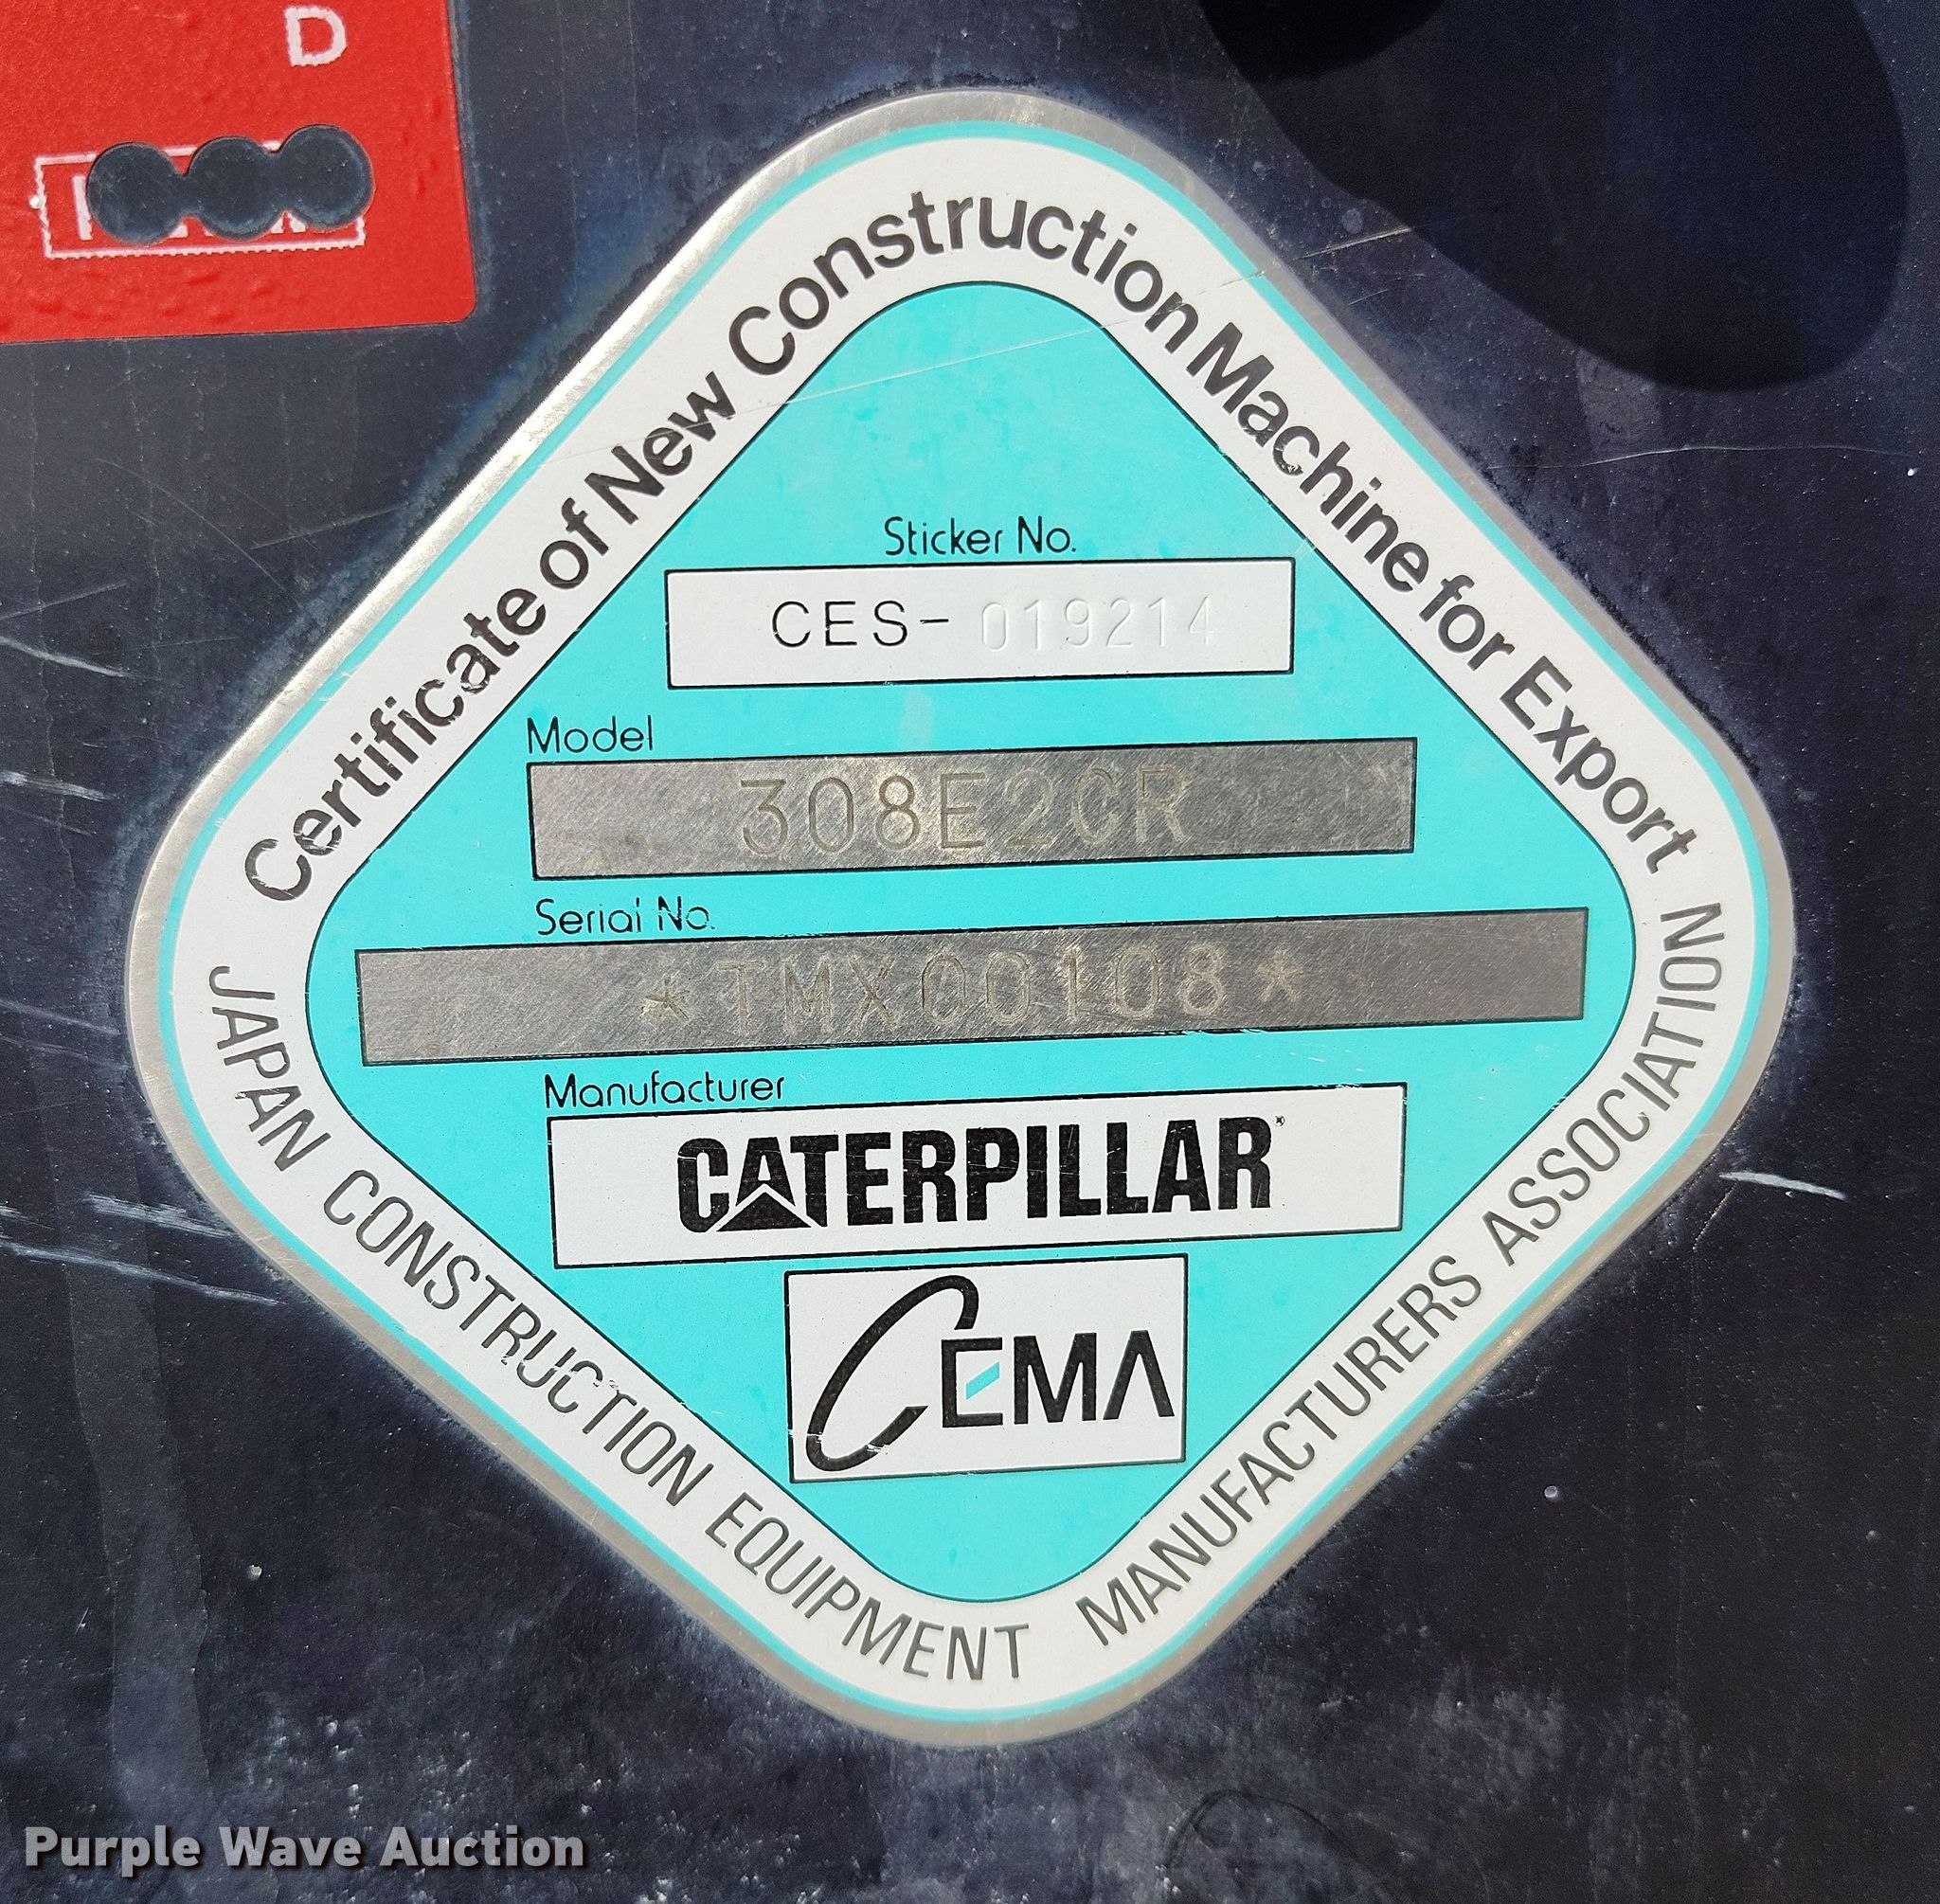 D
Certificate of New Construction Machine for Export
Sticker No.
CES- 019214
Model
308E2CR
Serial No.
*TMX00108*
Manufacturer
CATERPILLAR
CEMA
JAPAN CONSTRUCTION EQUIPMENT MANUFACTURERS ASSOCIATION
Purple Wave Auction